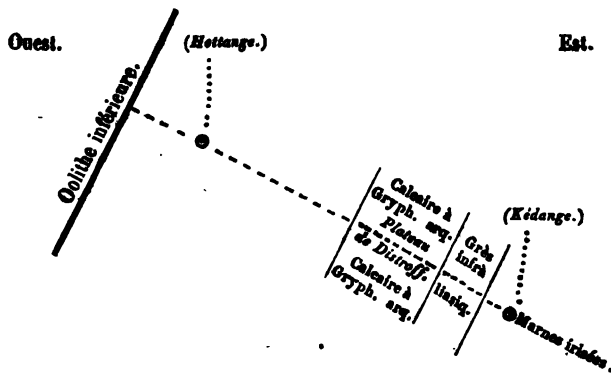 Ouest.
(Hettange.)
Est.
Oolithe inférieure.
Calcaire à
Gryph. arq.
Plateau
de Distroff.
Calcaire à
Gryph. arq.
Grès
infrà
liasiq.
(Kédange.)
Marnes irisées.